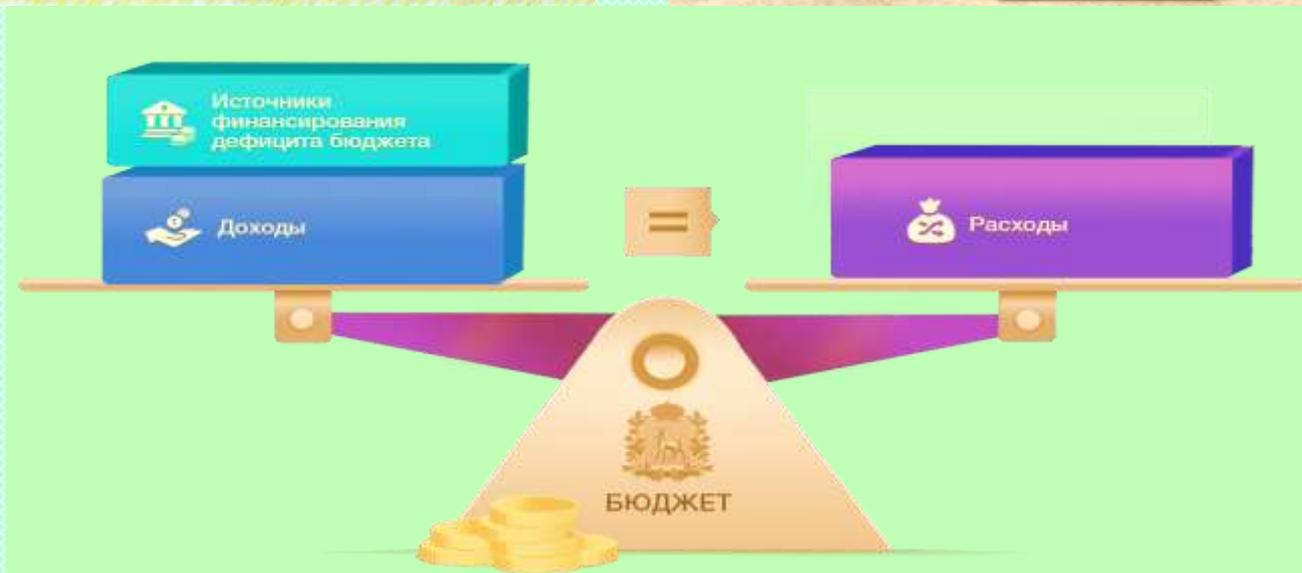 Источники
финансирования
дефицита бюджета
Доходы
=
Расходы
БЮДЖЕТ